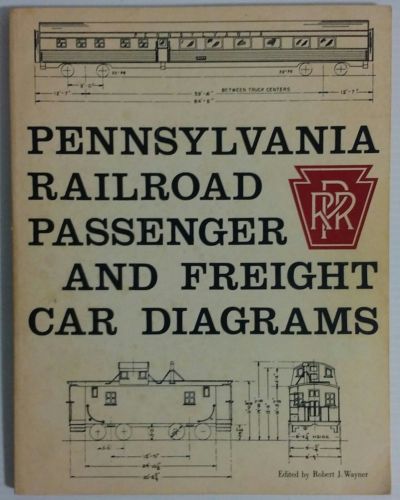 BETWEEN TRUCK CENTERS
PENNSYLVANIA
RAILROAD
PASSENGER
PRR
AND FREIGHT
CAR DIAGRAMS
Edited by Robert J. Wayner